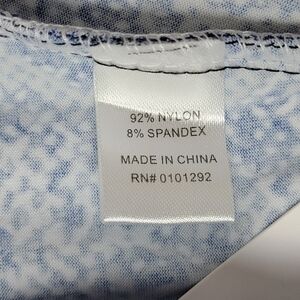 92% NYLON
8% SPANDEX
MADE IN CHINA
RN# 0101292